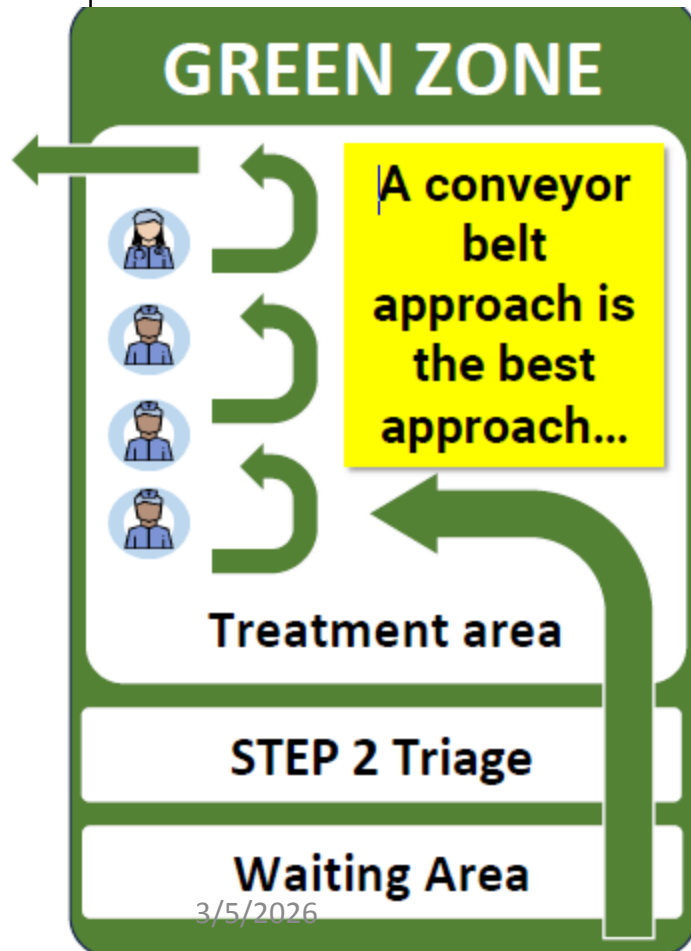 GREEN ZONE
A conveyor
belt
approach is
the best
approach...
Treatment area
STEP 2 Triage
Waiting Area
3/5/2026